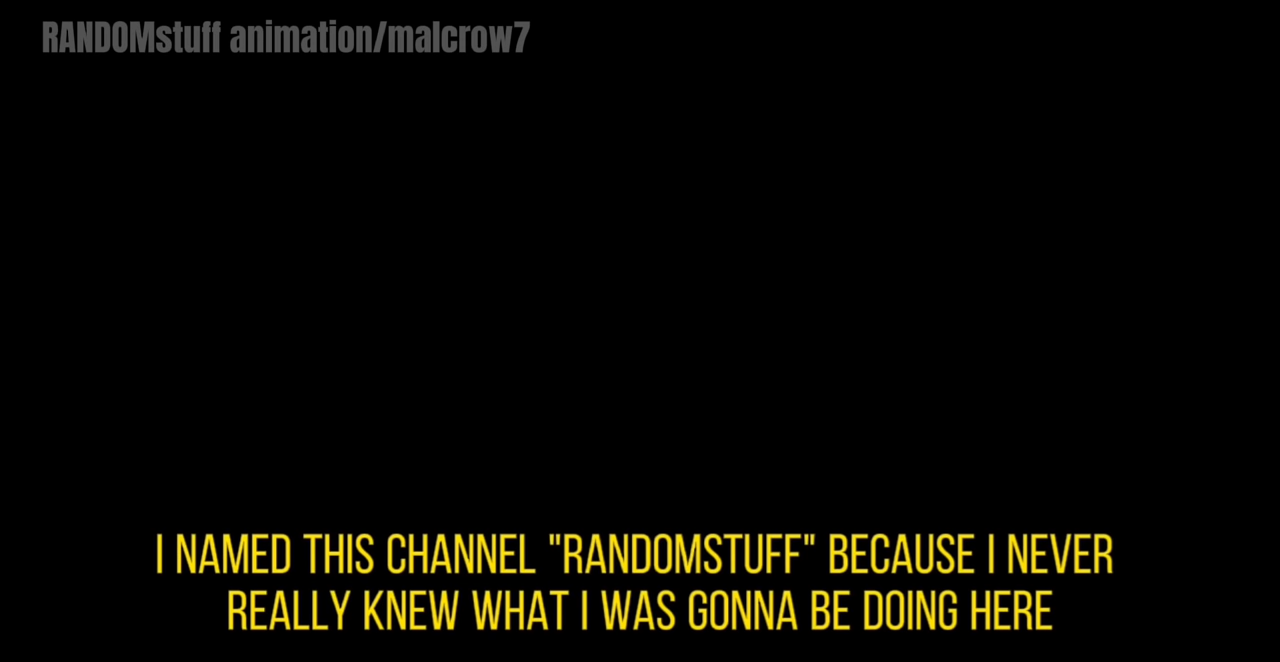 RANDOMstuff animation/malcrow7
I NAMED THIS CHANNEL "RANDOMSTUFF" BECAUSE I NEVER
REALLY KNEW WHAT I WAS GONNA BE DOING HERE